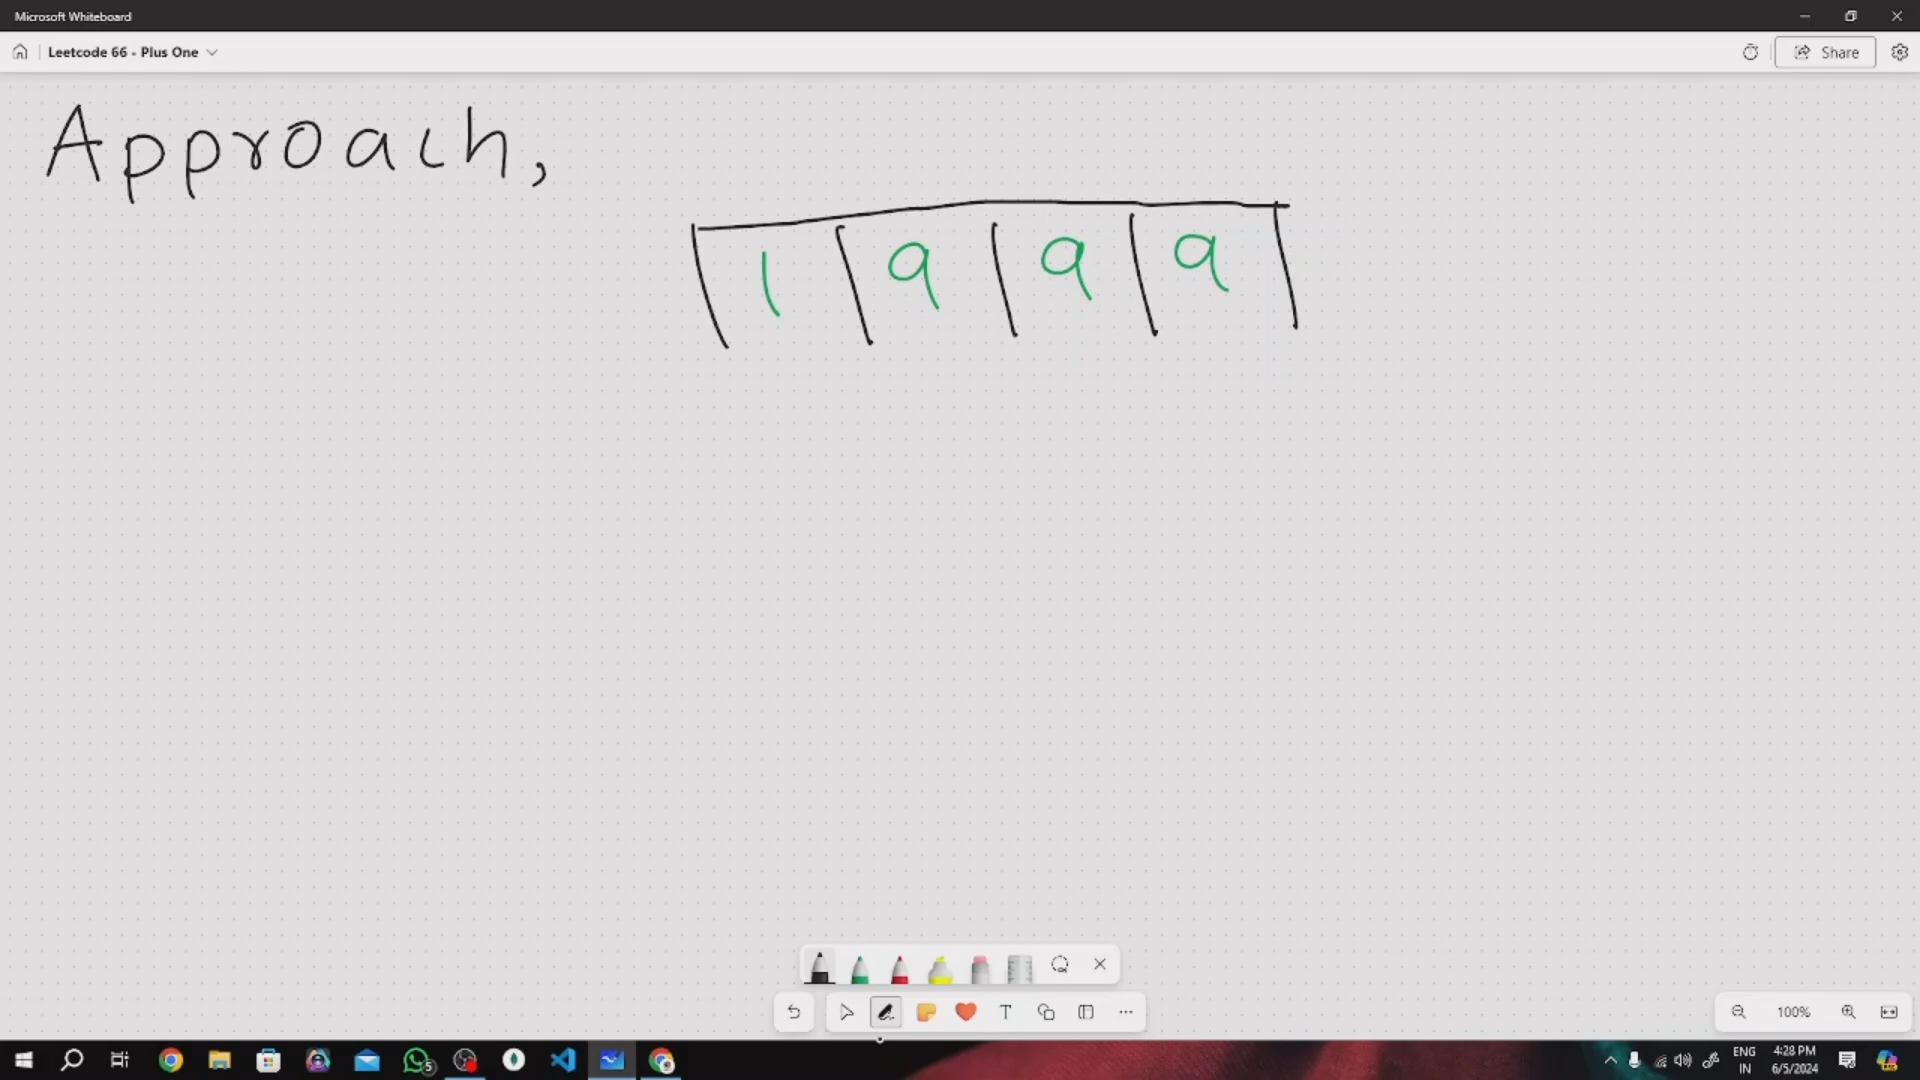 Microsoft Whiteboard
Leetcode 66 - Plus One
Share
Approach,
1 9 9 9
T
100%
5
ENG
IN
4:28 PM
6/5/2024